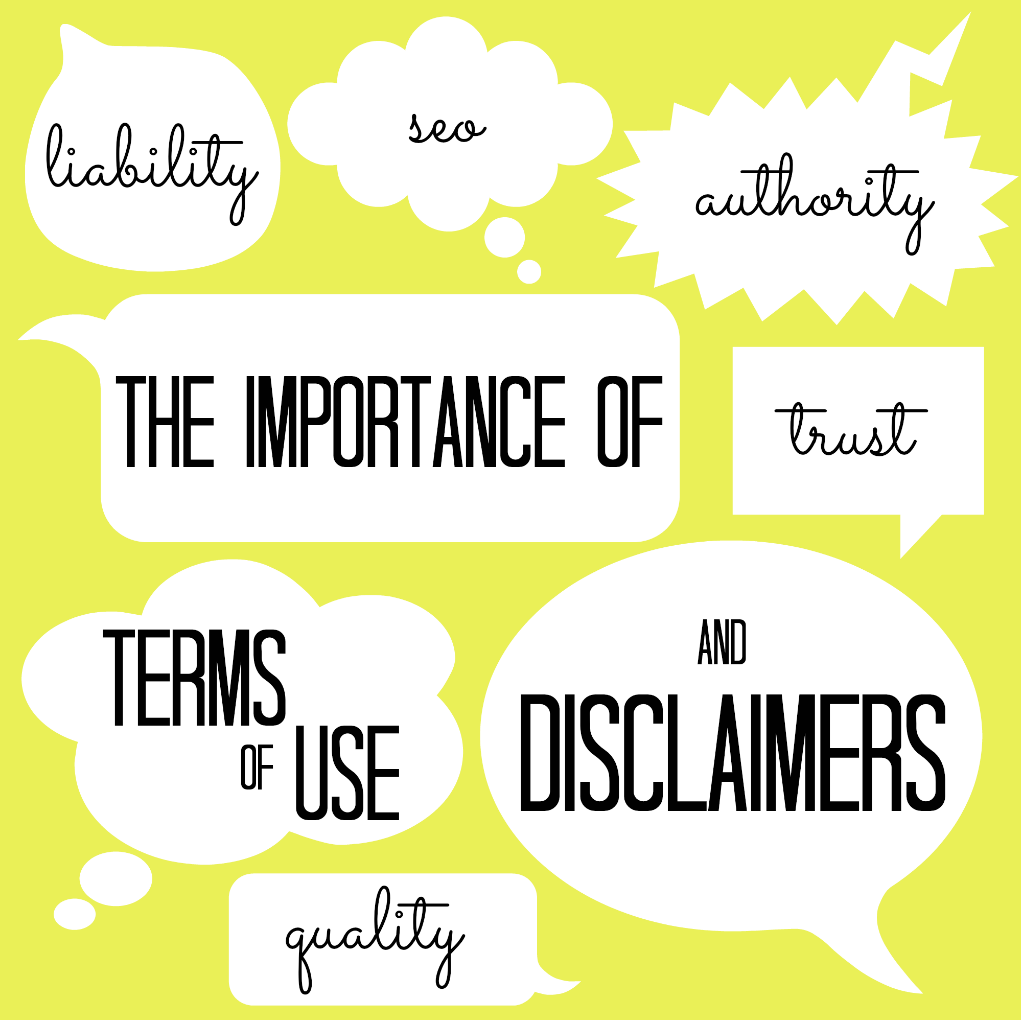 liability
seo
authority
THE IMPORTANCE OF
trust
TERMS
OF USE
AND
DISCLAIMERS
quality